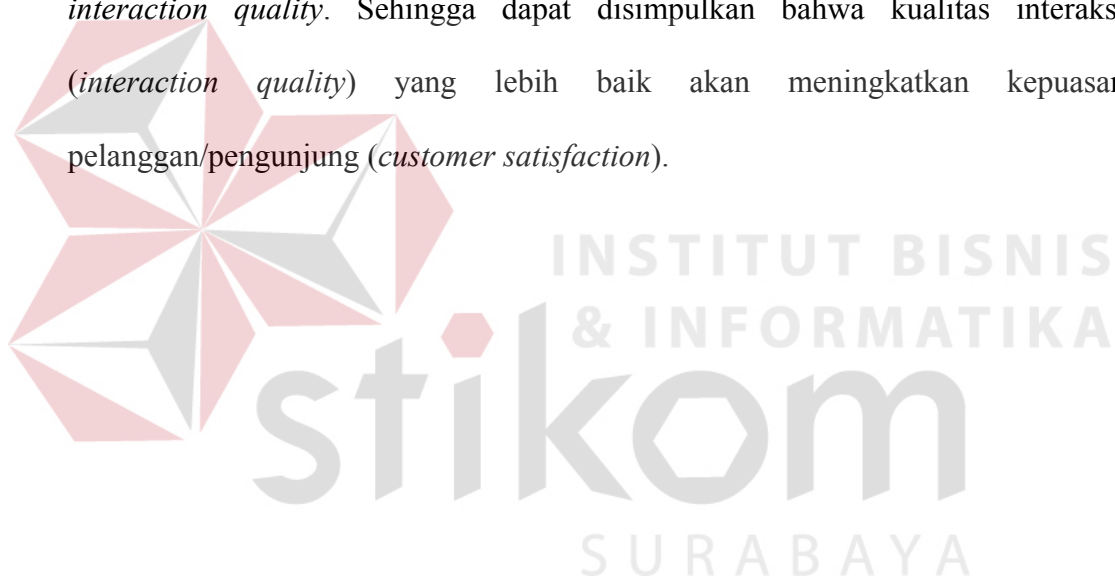 interaction quality. Sehingga dapat disimpulkan bahwa kualitas interaks
(interaction quality) yang lebih baik akan meningkatkan kepuasan
pelanggan/pengunjung (customer satisfaction).
INSTITUT BISNIS
& INFORMATIKA
stikom
SURABAYA